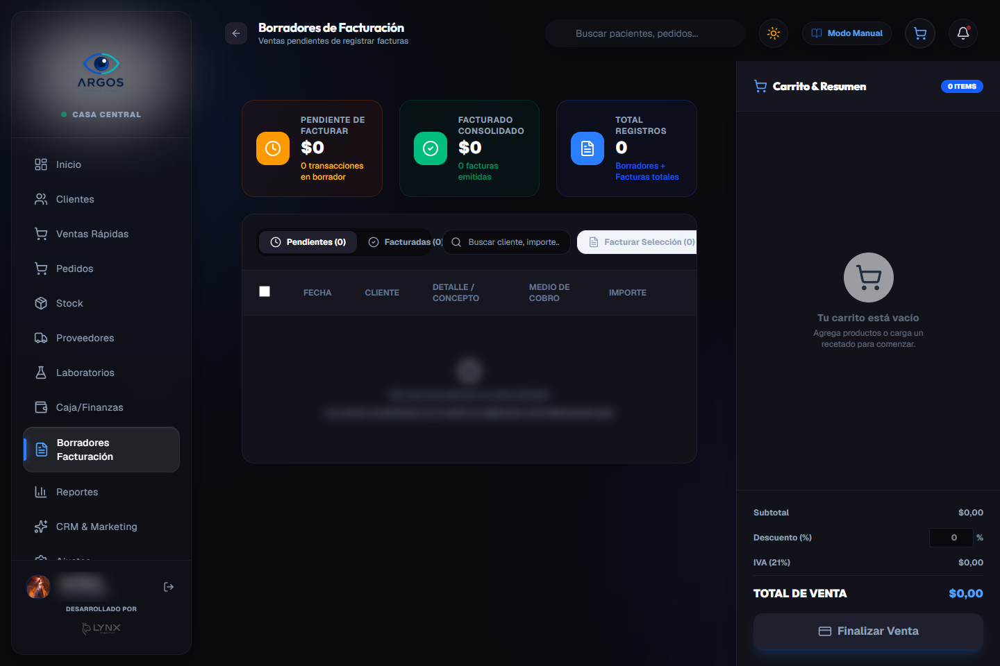 ARGOS
CASA CENTRAL
Inicio
Clientes
Ventas Rápidas
Pedidos
Stock
Proveedores
Laboratorios
Caja/Finanzas
Borradores
Facturación
Reportes
CRM & Marketing
Ajustes
DESARROLLADO POR
LYNX
Borradores de Facturación
Ventas pendientes de registrar facturas
Buscar pacientes, pedidos...
Modo Manual
PENDIENTE DE
FACTURAR
$0
0 transacciones
en borrador
FACTURADO
CONSOLIDADO
$0
0 facturas
emitidas
TOTAL
REGISTROS
0
Borradores +
Facturas totales
Pendientes (0)
Facturadas (0)
Buscar cliente, importe..
Facturar Selección (0)
FECHA
CLIENTE
DETALLE /
CONCEPTO
MEDIO DE
COBRO
IMPORTE
Carrito & Resumen
0 ITEMS
Tu carrito está vacío
Agrega productos o carga un
recetado para comenzar.
Subtotal
$0,00
Descuento (%)
0 %
IVA (21%)
$0,00
TOTAL DE VENTA
$0,00
Finalizar Venta